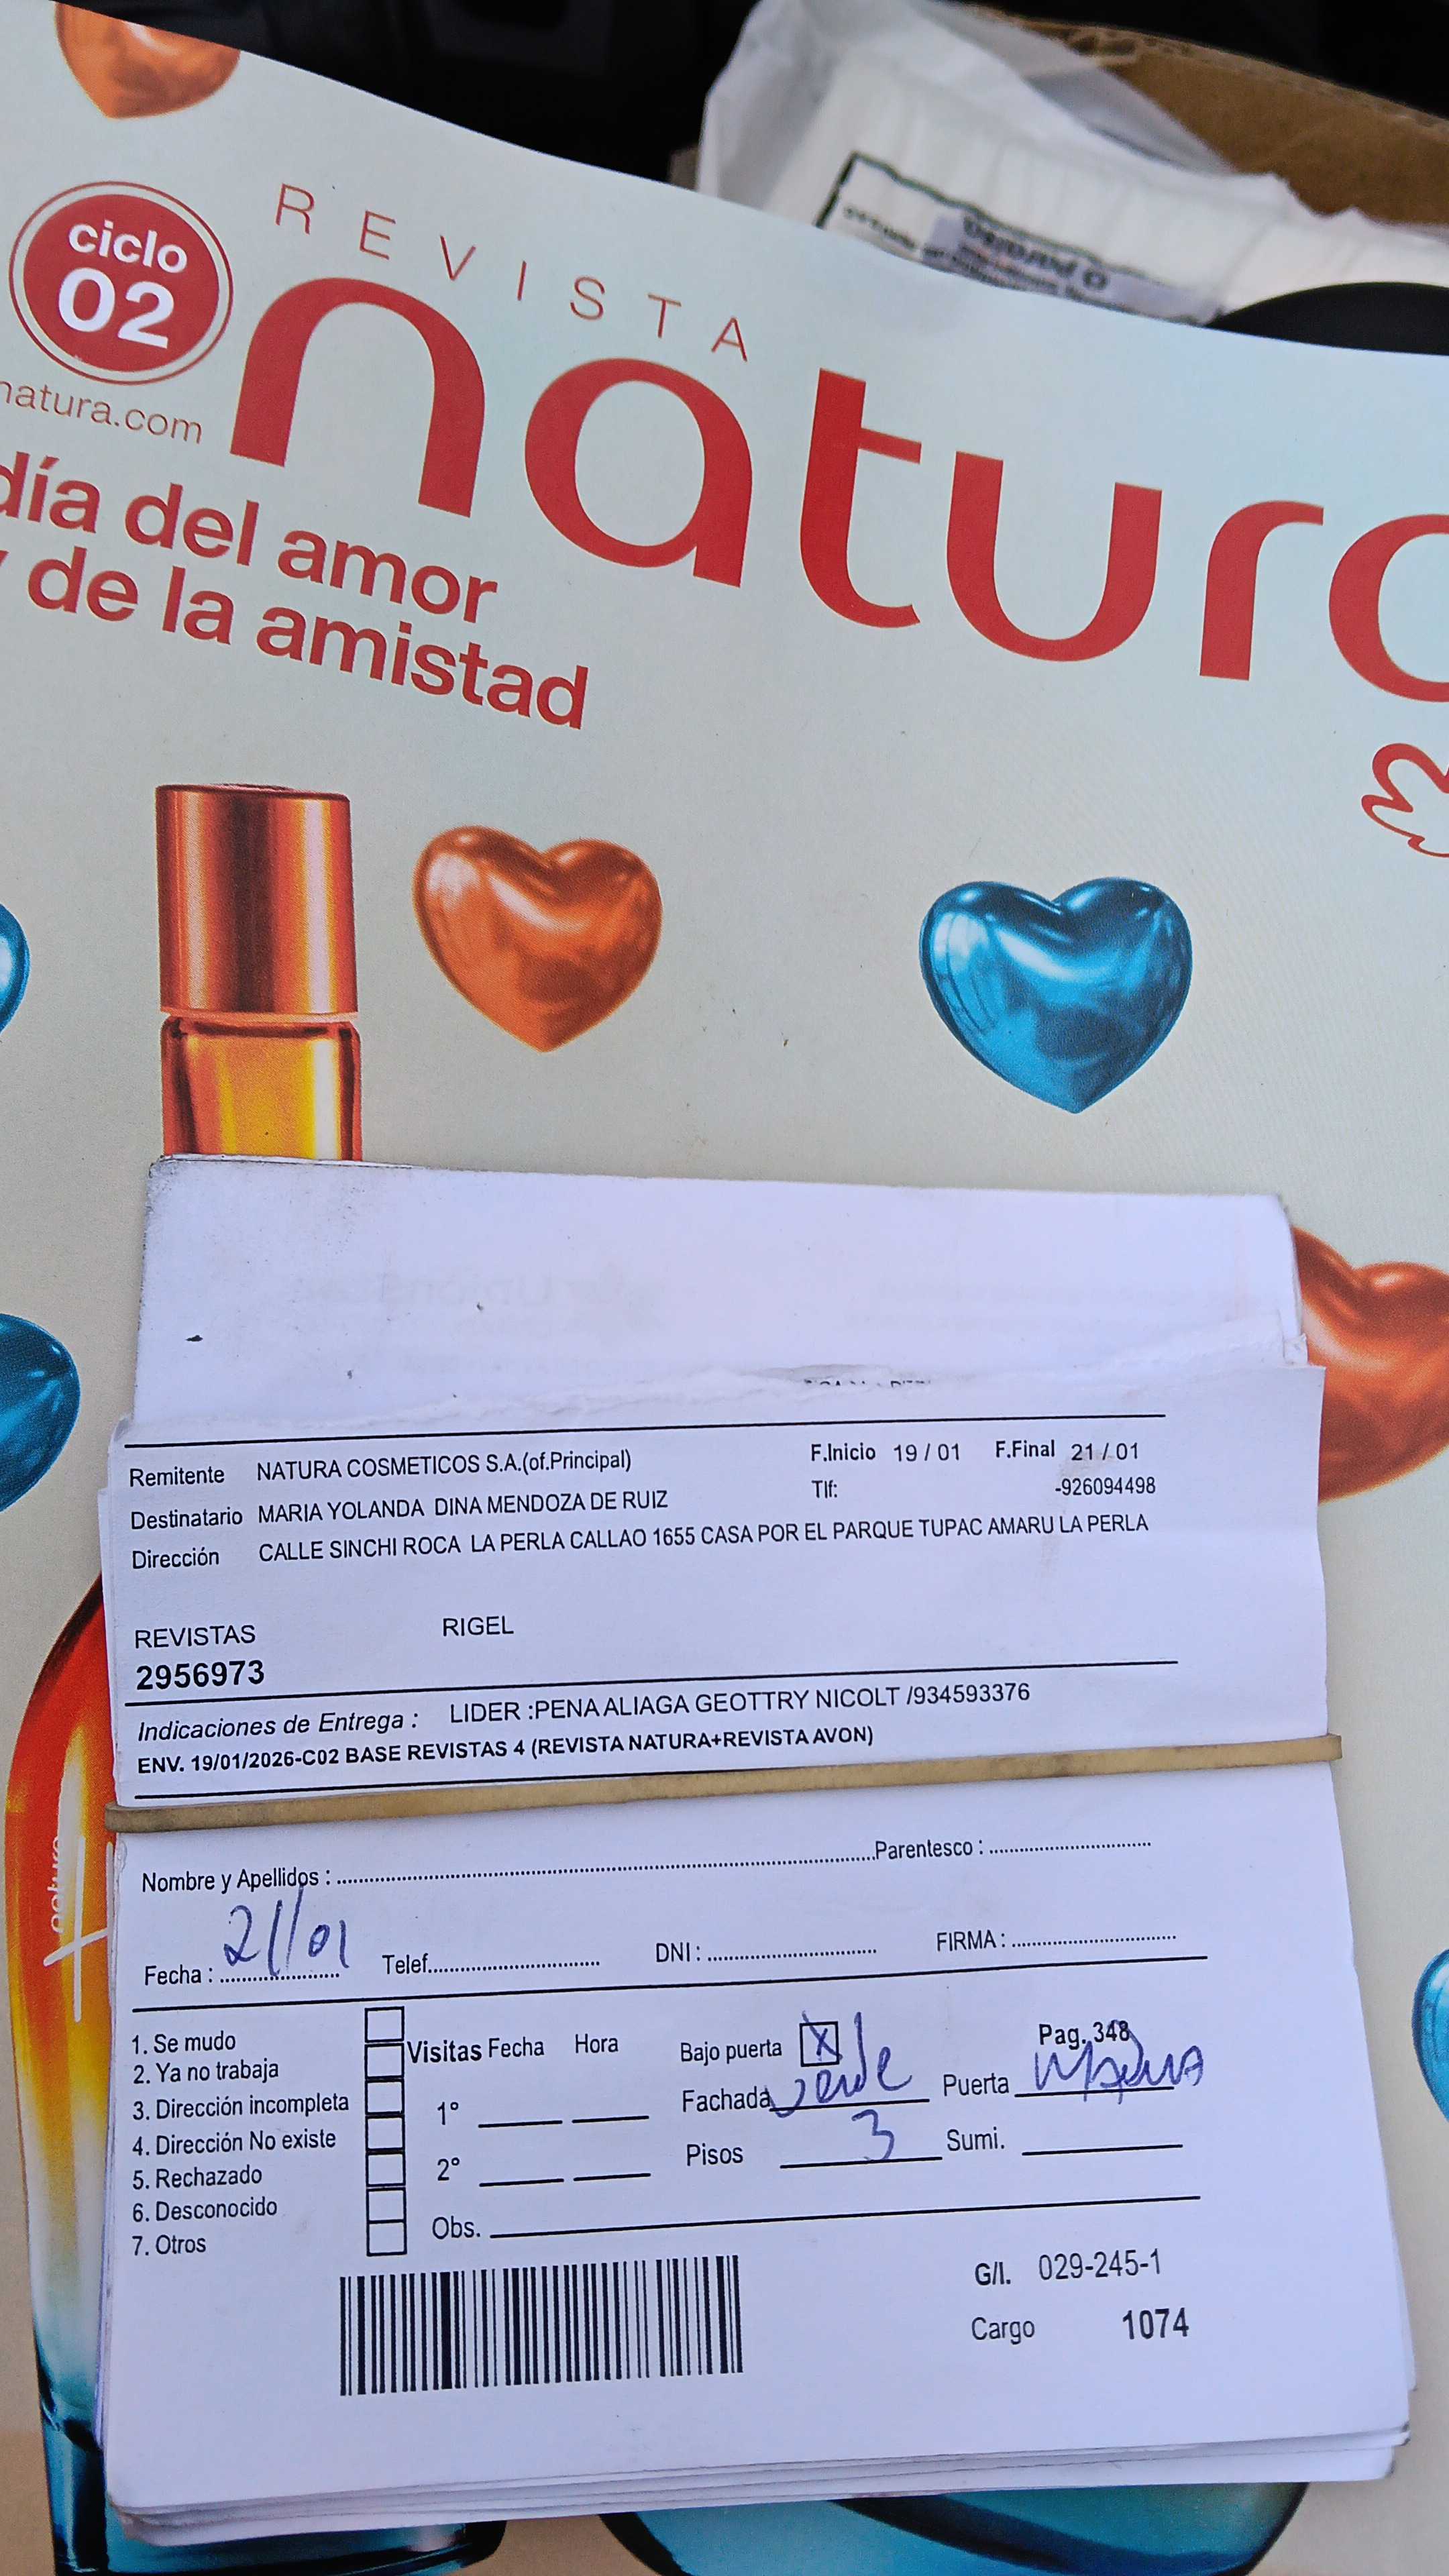 REVISTA
ciclo
02
natura
natura.com
día del amor
y de la amistad
Remitente NATURA COSMETICOS S.A.(of.Principal) F.Inicio 19 / 01 F.Final 21 / 01
Destinatario MARIA YOLANDA DINA MENDOZA DE RUIZ Tlf: -926094498
Dirección CALLE SINCHI ROCA LA PERLA CALLAO 1655 CASA POR EL PARQUE TUPAC AMARU LA PERLA
REVISTAS RIGEL
2956973
Indicaciones de Entrega : LIDER :PENA ALIAGA GEOTTRY NICOLT /934593376
ENV. 19/01/2026-C02 BASE REVISTAS 4 (REVISTA NATURA+REVISTA AVON)
natura
Nombre y Apellidos : Parentesco :
Fecha : 21/01 Telef. DNI : FIRMA :
1. Se mudo
2. Ya no trabaja
3. Dirección incompleta
4. Dirección No existe
5. Rechazado
6. Desconocido
7. Otros
Visitas Fecha Hora
1°
2°
Obs.
Bajo puerta X Pag. 348
Fachada verde Puerta
Pisos 3 Sumi.
G/I. 029-245-1
Cargo 1074